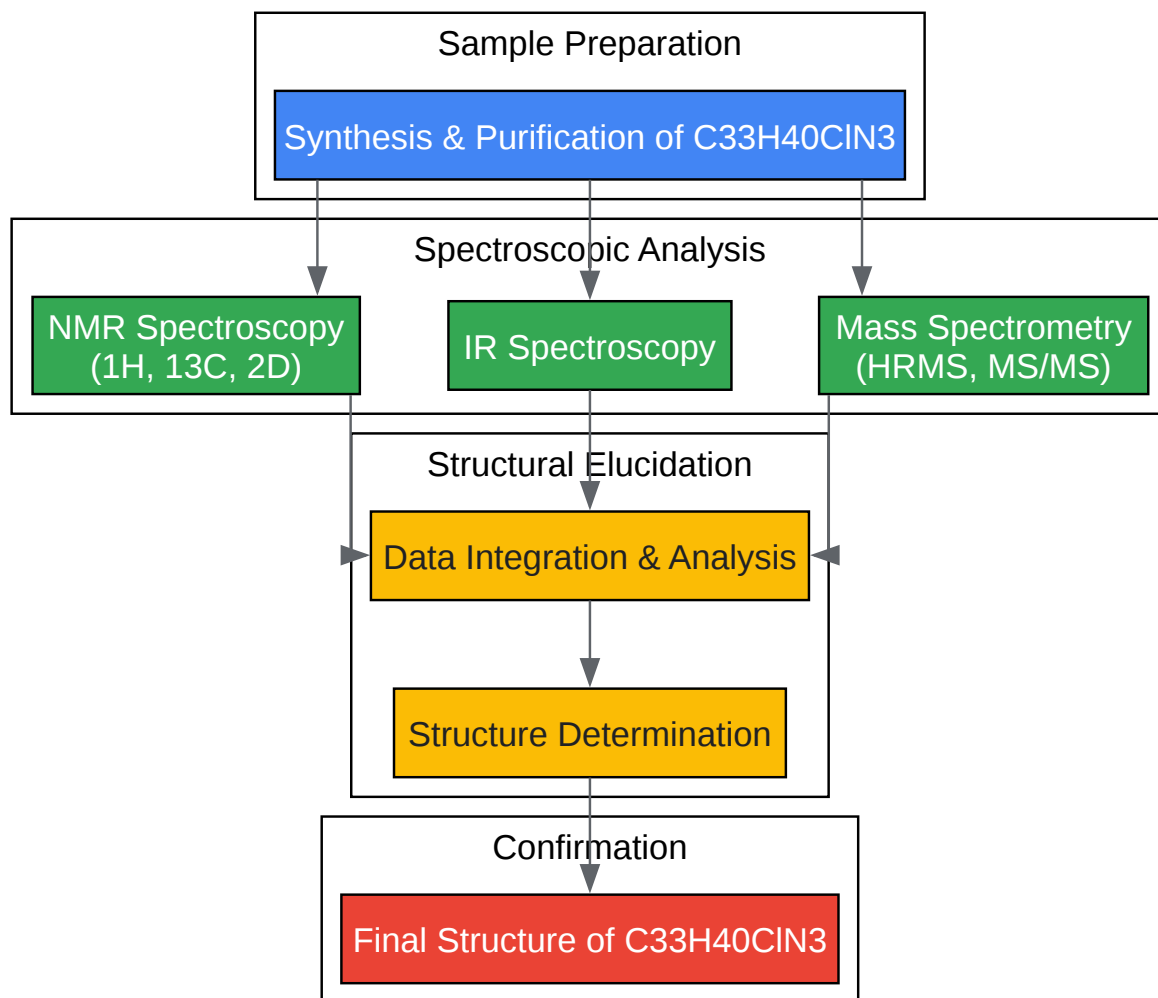 Sample Preparation
Synthesis & Purification of C33H40ClN3
Spectroscopic Analysis
NMR Spectroscopy
(1H, 13C, 2D)
IR Spectroscopy
Mass Spectrometry
(HRMS, MS/MS)
Structural Elucidation
Data Integration & Analysis
Structure Determination
Confirmation
Final Structure of C33H40ClN3